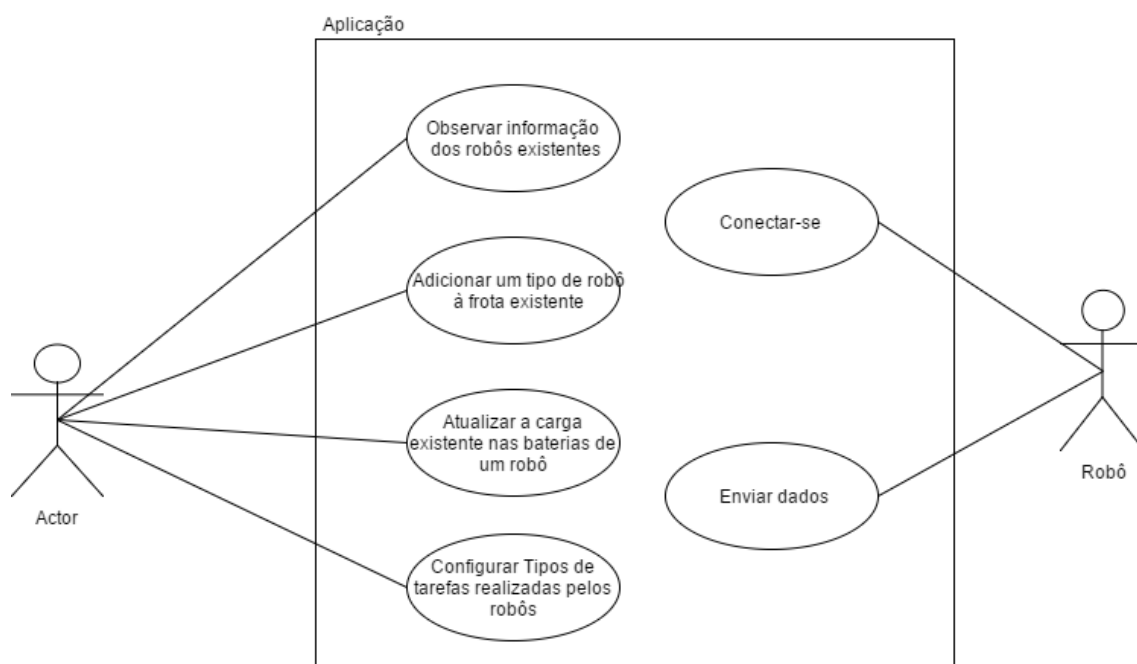 Aplicação
Observar informação
dos robôs existentes
Conectar-se
Adicionar um tipo de robô
à frota existente
Atualizar a carga
existente nas baterias de
um robô
Robô
Enviar dados
Actor
Configurar Tipos de
tarefas realizadas pelos
robôs